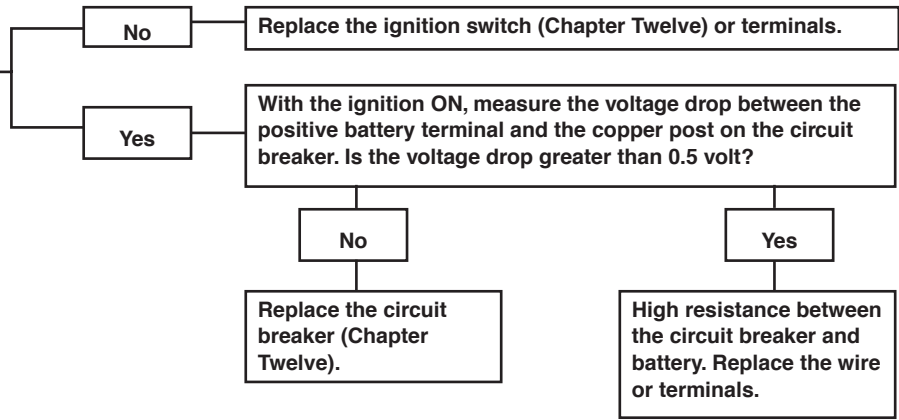 No
Replace the ignition switch (Chapter Twelve) or terminals.
Yes
With the ignition ON, measure the voltage drop between the
positive battery terminal and the copper post on the circuit
breaker. Is the voltage drop greater than 0.5 volt?
No
Yes
Replace the circuit
breaker (Chapter
Twelve).
High resistance between
the circuit breaker and
battery. Replace the wire
or terminals.